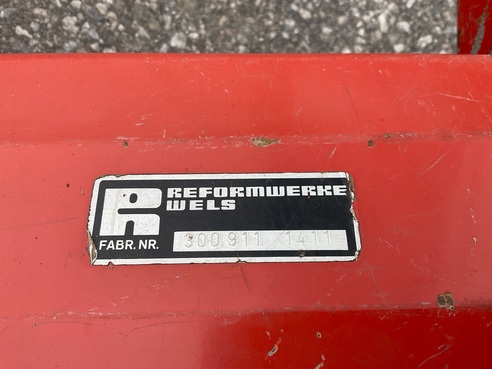 R REFORMWERKE
WELS
FABR. NR. 300.911. /1411